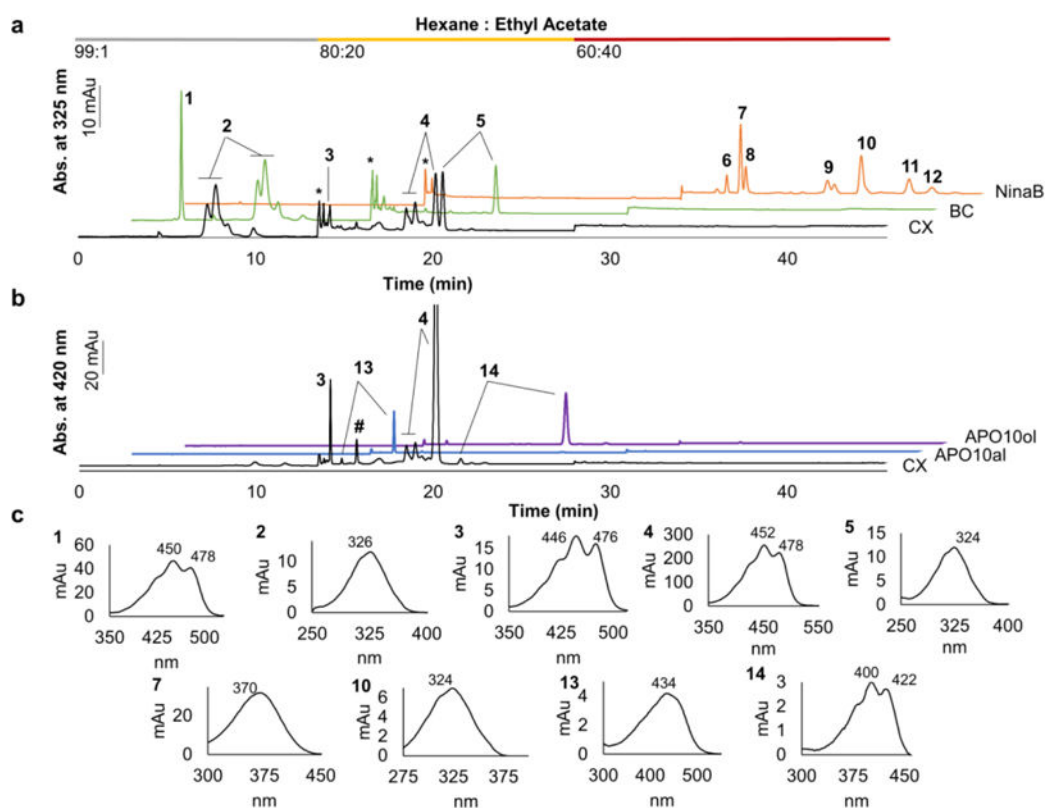 a
Hexane : Ethyl Acetate
99:1 80:20 60:40
Abs. at 325 nm
10 mAu
1 2 * 3 * 4 * 5 6 7 8 9 10 11 12
NinaB
BC
CX
0 10 20 30 40
Time (min)
b
Abs. at 420 nm
20 mAu
3 13 # 4 14
APO10ol
APO10al
CX
0 10 20 30 40
Time (min)
c
1
mAu
60
40
20
0
450 478
350 425 500
nm
2
mAu
10
5
0
326
250 325 400
nm
3
mAu
15
10
5
0
446 476
350 425 500
nm
4
mAu
300
200
100
0
452 478
350 450 550
nm
5
mAu
15
10
5
0
324
250 325 400
nm
7
mAu
20
0
370
300 375 450
nm
10
mAu
6
4
2
0
324
275 325 375
nm
13
mAu
4
2
0
434
300 400 500
nm
14
mAu
3
2
1
0
400 422
300 375 450
nm